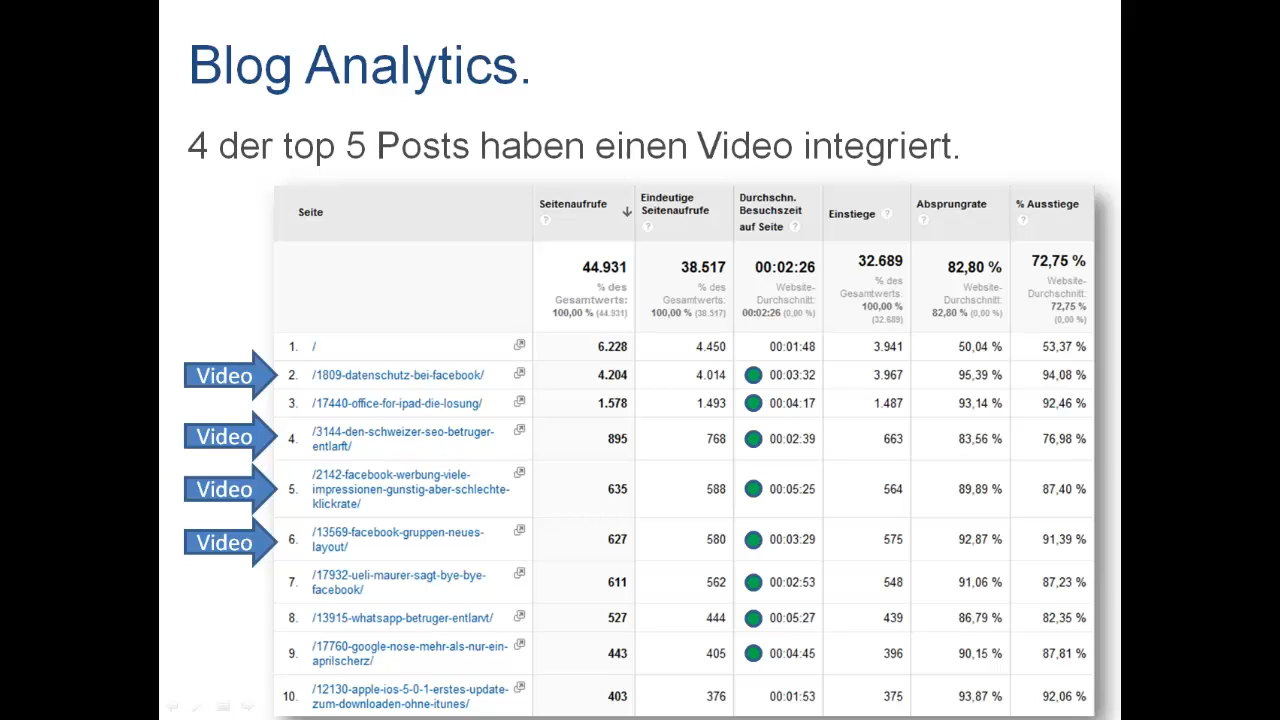 Blog Analytics.
4 der top 5 Posts haben einen Video integriert.
Seite
Seitenaufrufe
?
Eindeutige
Seitenaufrufe
?
Durchschn.
Besuchszeit
auf Seite ?
Einstiege ?
Absprungrate
?
% Ausstiege
?
44.931
% des
Gesamtwerts:
100,00 % (44.931)
38.517
% des
Gesamtwerts:
100,00 % (38.517)
00:02:26
Website-
Durchschnitt:
00:02:26 (0,00 %)
32.689
% des
Gesamtwerts:
100,00 %
(32.689)
82,80 %
Website-
Durchschnitt:
82,80 % (0,00 %)
72,75 %
Website-
Durchschnitt:
72,75 %
(0,00 %)
1. / 6.228 4.450 00:01:48 3.941 50,04 % 53,37 %
Video 2. /1809-datenschutz-bei-facebook/ 4.204 4.014 00:03:32 3.967 95,39 % 94,08 %
3. /17440-office-for-ipad-die-losung/ 1.578 1.493 00:04:17 1.487 93,14 % 92,46 %
Video 4. /3144-den-schweizer-seo-betruger-
entlarft/ 895 768 00:02:39 663 83,56 % 76,98 %
Video 5. /2142-facebook-werbung-viele-
impressionen-gunstig-aber-schlechte- 635 588 00:05:25 564 89,89 % 87,40 %
klickrate/
Video 6. /13569-facebook-gruppen-neues-
layout/ 627 580 00:03:29 575 92,87 % 91,39 %
7. /17932-ueli-maurer-sagt-bye-bye-
facebook/ 611 562 00:02:53 548 91,06 % 87,23 %
8. /13915-whatsapp-betruger-entlarvt/ 527 444 00:05:27 439 86,79 % 82,35 %
9. /17760-google-nose-mehr-als-nur-ein-
aprilscherz/ 443 405 00:04:45 396 90,15 % 87,81 %
10. /12130-apple-ios-5-0-1-erstes-update-
zum-downloaden-ohne-itunes/ 403 376 00:01:53 375 93,87 % 92,06 %